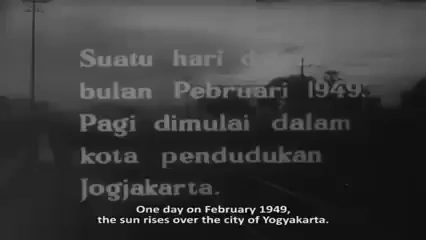 Suatu hari
bulan Pebruari 1949.
Pagi dimulai dalam
kota pendudukan
Jogjakarta.
One day on February 1949,
the sun rises over the city of Yogyakarta.